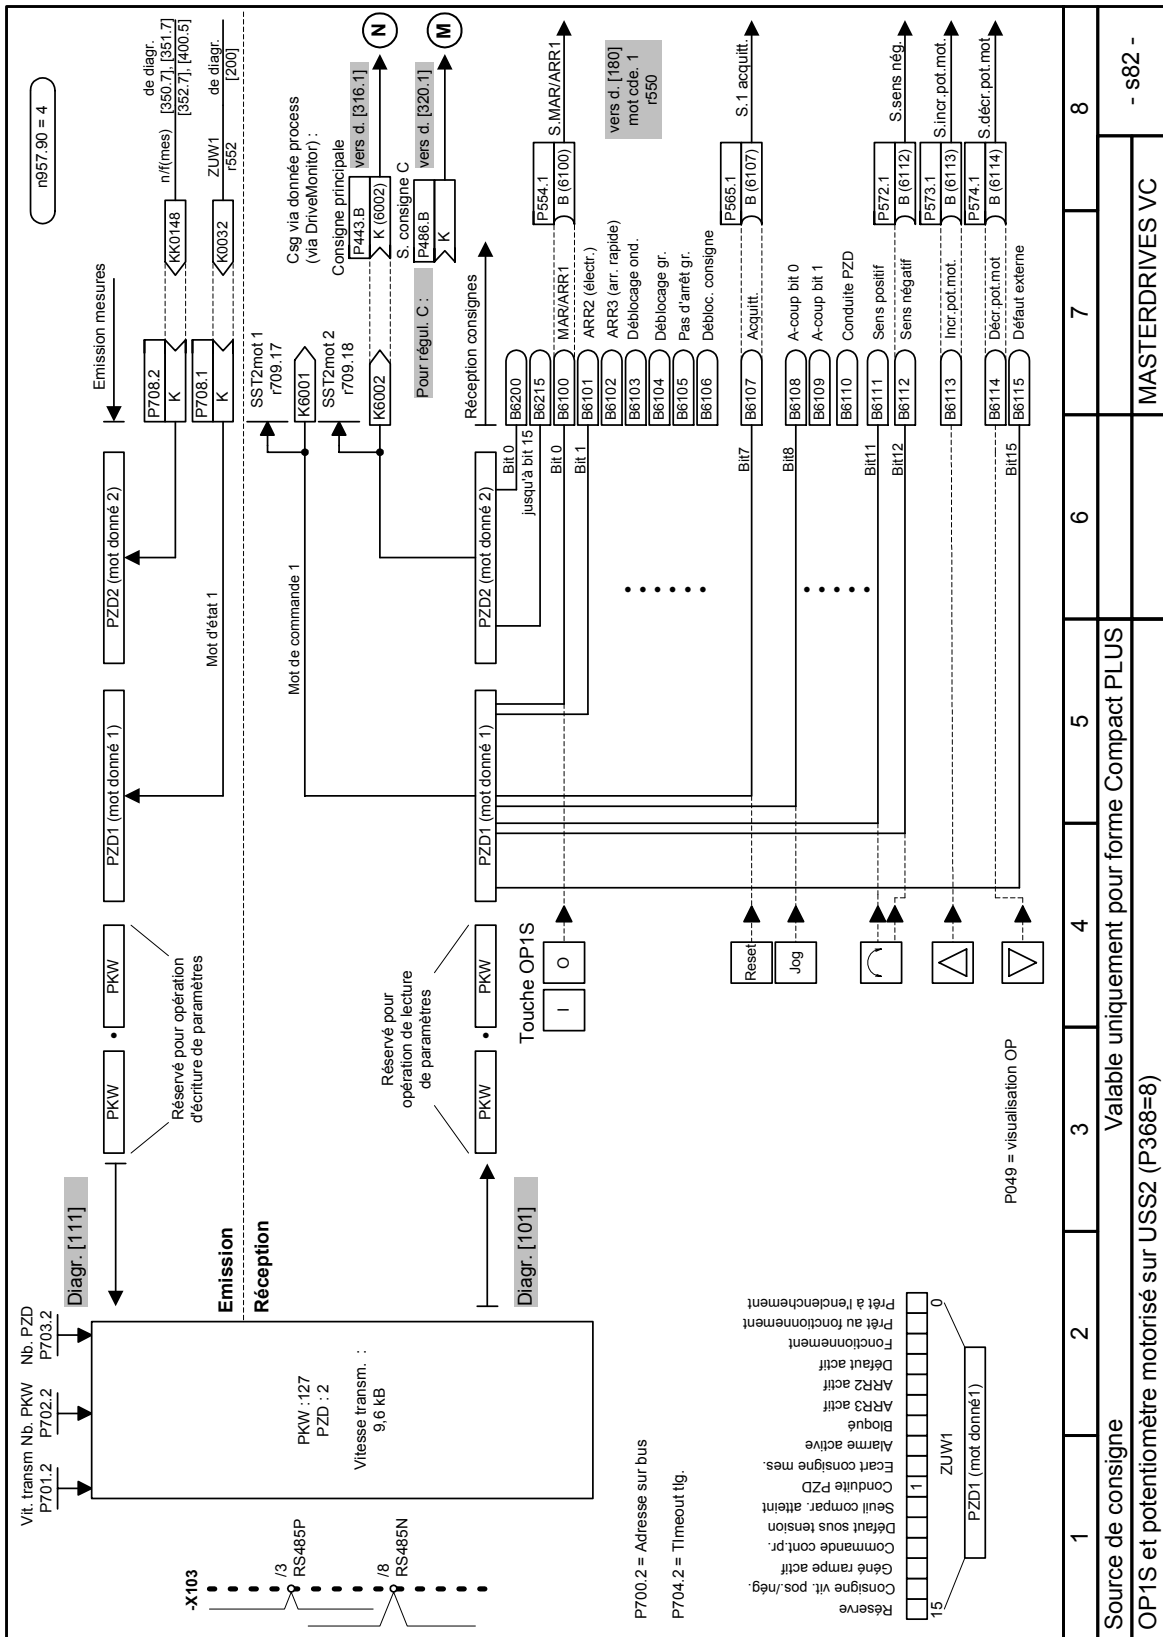 n957.90 = 4
Vit. transm
P701.2
Nb. PKW
P702.2
Nb. PZD
P703.2
Diagr. [111]
PKW
PKW
Réservé pour opération
d'écriture de paramètres
PZD1 (mot donné 1)
PZD2 (mot donné 2)
Mot d'état 1
Emission mesures
P708.2
K
P708.1
K
KK0148
n/f(mes)
de diagr.
[350.7], [351.7]
[352.7], [400.5]
K0032
ZUW1
r552
de diagr.
[200]
-X103
/3
RS485P
/8
RS485N
PKW :127
PZD : 2
Vitesse transm. :
9,6 kB
Emission
Réception
Mot de commande 1
SST2mot 1
r709.17
K6001
SST2mot 2
r709.18
K6002
Csg via donnée process
(via DriveMonitor) :
Consigne principale
P443.B
K (6002)
vers d. [316.1]
N
Pour régul. C :
S. consigne C
P486.B
K
vers d. [320.1]
M
Diagr. [101]
Réservé pour
opération de lecture
de paramètres
PKW
PKW
PZD1 (mot donné 1)
PZD2 (mot donné 2)
Réception consignes
Bit 0
B6200
jusqu'à bit 15
B6215
Touche OP1S
I
O
Bit 0
B6100
MAR/ARR1
P554.1
B (6100)
S.MAR/ARR1
Bit 1
B6101
ARR2 (électr.)
B6102
ARR3 (arr. rapide)
B6103
Déblocage ond.
B6104
Déblocage gr.
B6105
Pas d'arrêt gr.
B6106
Débloc. consigne
vers d. [180]
mot cde. 1
r550
Reset
Bit7
B6107
Acquitt.
P565.1
B (6107)
S.1 acquitt.
Jog
Bit8
B6108
A-coup bit 0
B6109
A-coup bit 1
B6110
Conduite PZD
Bit11
B6111
Sens positif
Bit12
B6112
Sens négatif
P572.1
B (6112)
S.sens nég.
B6113
Incr.pot.mot.
P573.1
B (6113)
S.incr.pot.mot.
B6114
Décr.pot.mot
P574.1
B (6114)
S.décr.pot.mot
Bit15
B6115
Défaut externe
P700.2 = Adresse sur bus
P704.2 = TImeout tlg.
P049 = visualisation OP
Réserve
Consigne vit. pos./nég.
Géné rampe actif
Commande cont.pr.
Défaut sous tension
Seuil compar. atteint
Conduite PZD
Ecart consigne mes.
Alarme active
Bloqué
ARR3 actif
ARR2 actif
Défaut actif
Fonctionnement
Prêt au fonctionnement
Prêt à l'enclenchement
1
15
0
ZUW1
PZD1 (mot donné1)
1
2
3
4
5
6
7
8
Source de consigne
Valable uniquement pour forme Compact PLUS
OP1S et potentiomètre motorisé sur USS2 (P368=8)
MASTERDRIVES VC
- s82 -